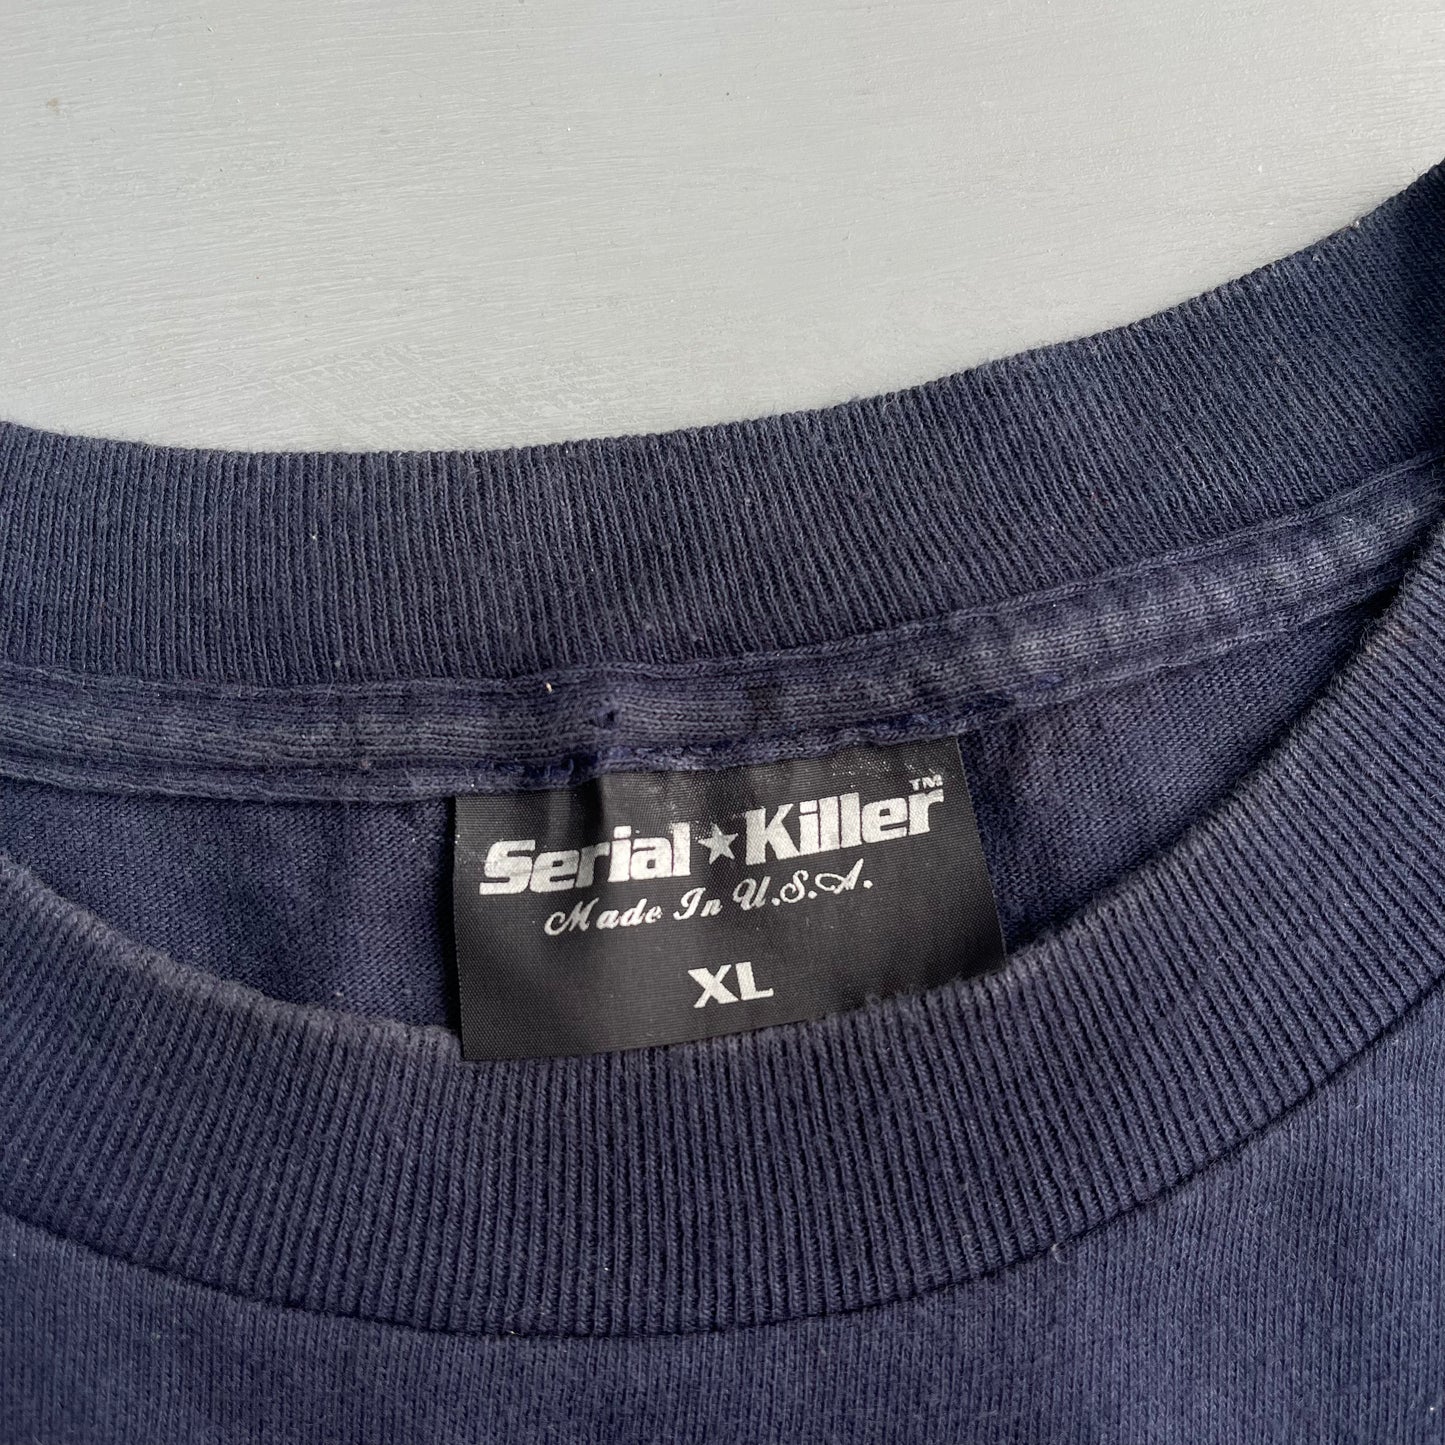 Serial★Killer™
Made In U.S.A.
XL